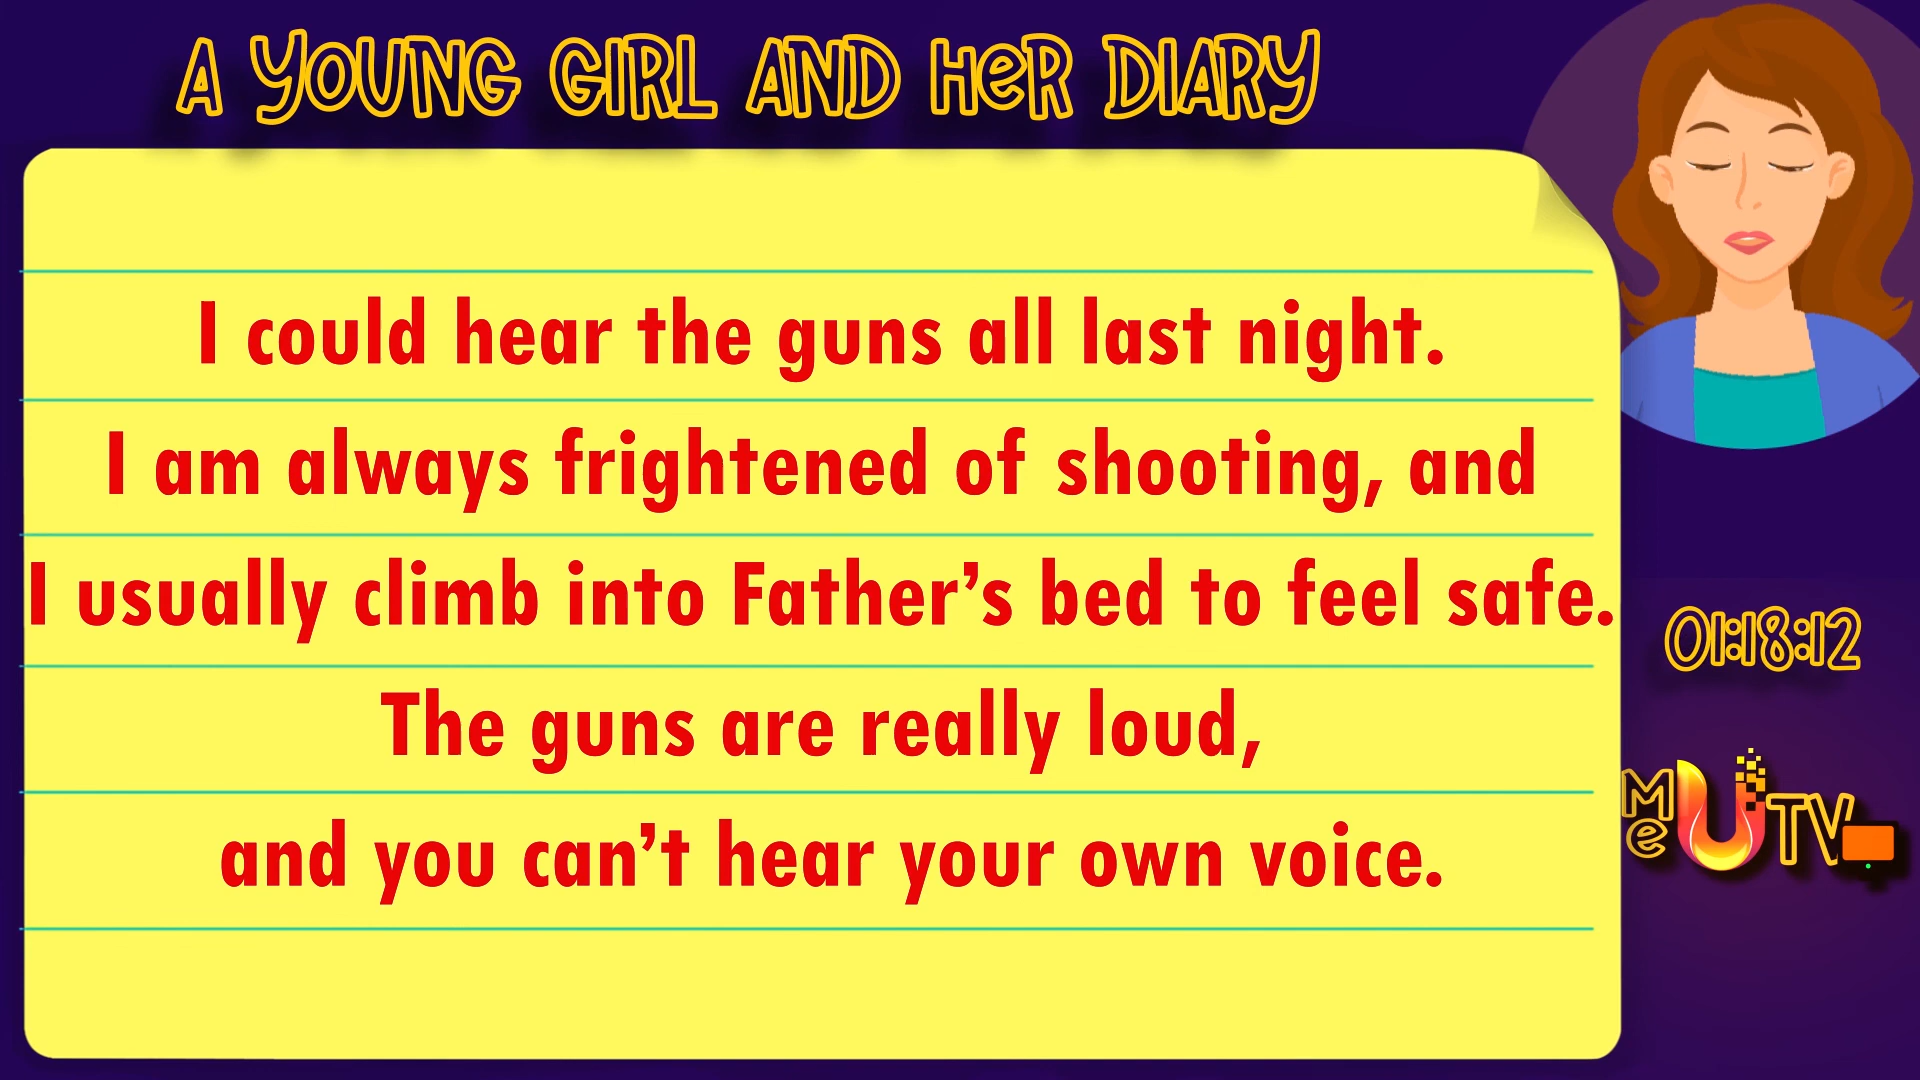 A YOUNG GIRL AND HeR DIARY
I could hear the guns all last night.
I am always frightened of shooting, and
I usually climb into Father’s bed to feel safe.
The guns are really loud,
and you can’t hear your own voice.
01:18:12
Me U TV